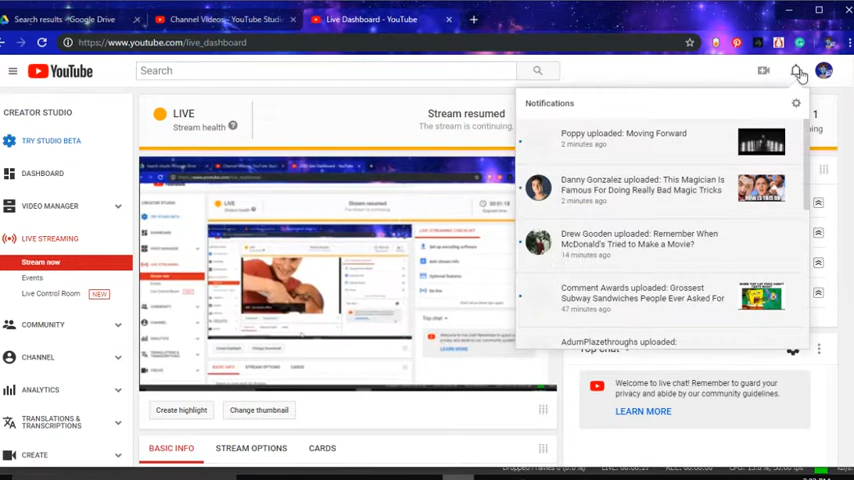 Search results - Google Drive
Channel Videos - YouTube Studio
Live Dashboard - YouTube
https://www.youtube.com/live_dashboard
YouTube
Search
CREATOR STUDIO
TRY STUDIO BETA
DASHBOARD
VIDEO MANAGER
LIVE STREAMING
Stream now
Events
Live Control Room NEW
COMMUNITY
CHANNEL
ANALYTICS
TRANSLATIONS &
TRANSCRIPTIONS
CREATE
LIVE
Stream health
Stream resumed
The stream is continuing.
Notifications
Poppy uploaded: Moving Forward
2 minutes ago
Danny Gonzalez uploaded: This Magician Is
Famous For Doing Really Bad Magic Tricks
2 minutes ago
Drew Gooden uploaded: Remember When
McDonald's Tried to Make a Movie?
14 minutes ago
Comment Awards uploaded: Grossest
Subway Sandwiches People Ever Asked For
47 minutes ago
AdumPlazethroughs uploaded:
1
Create highlight
Change thumbnail
BASIC INFO
STREAM OPTIONS
CARDS
Top chat
Welcome to live chat! Remember to guard your
privacy and abide by our community guidelines.
LEARN MORE